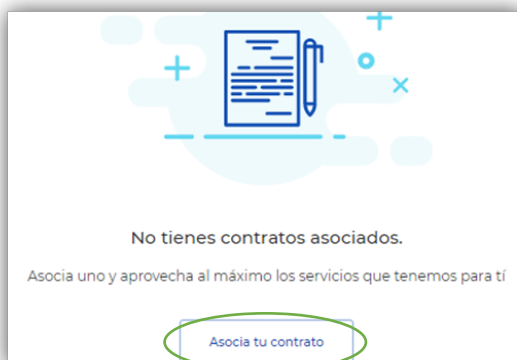 No tienes contratos asociados.
Asocia uno y aprovecha al máximo los servicios que tenemos para tí
Asocia tu contrato